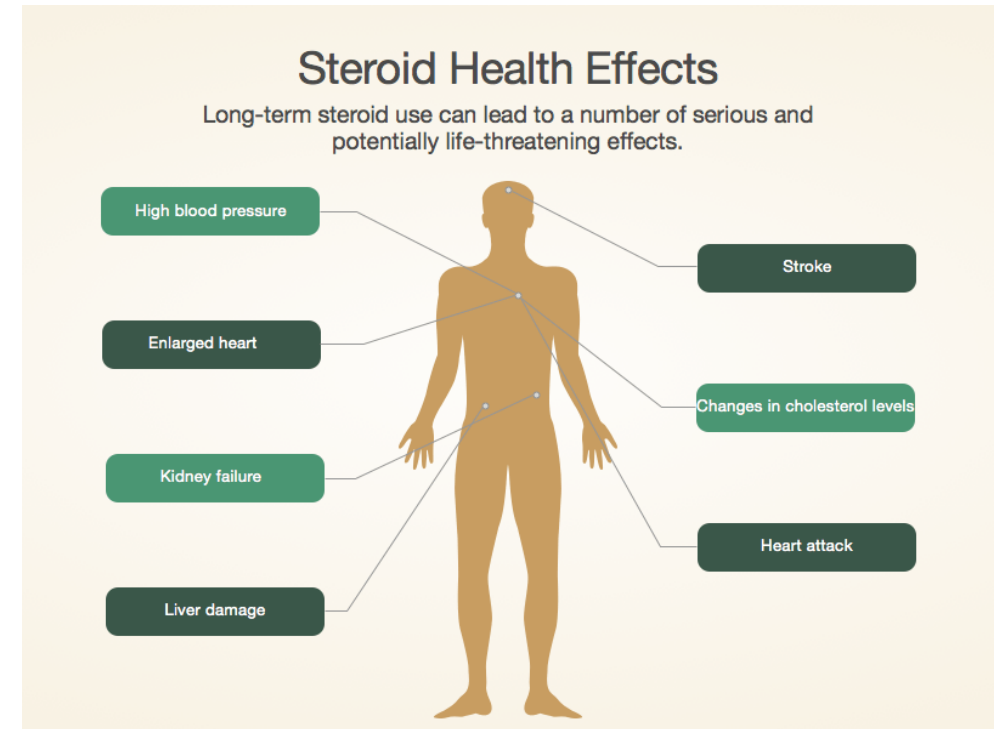 Steroid Health Effects
Long-term steroid use can lead to a number of serious and
potentially life-threatening effects.
High blood pressure
Stroke
Enlarged heart
Changes in cholesterol levels
Kidney failure
Heart attack
Liver damage